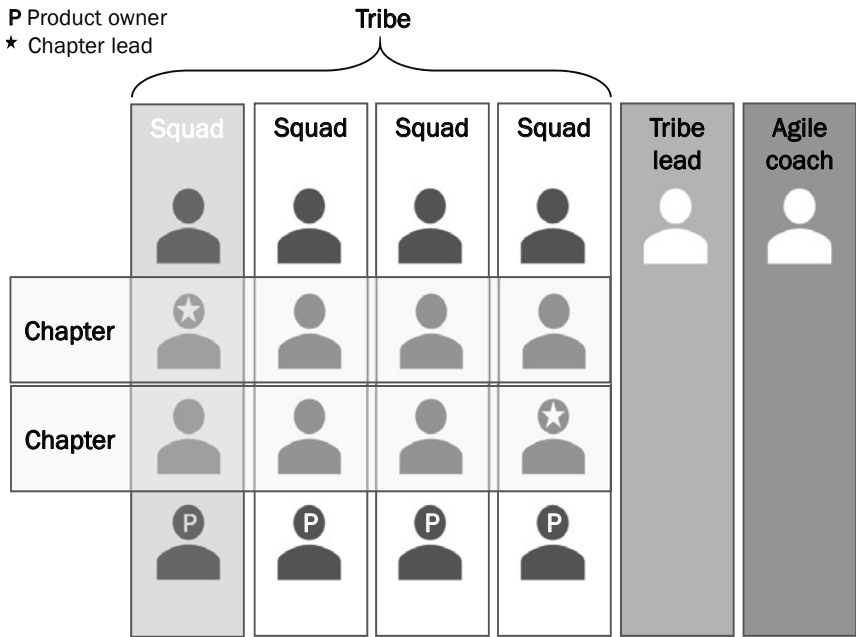 P Product owner
★ Chapter lead
Tribe
Squad
Squad
Squad
Squad
Tribe
lead
Agile
coach
Chapter
Chapter
P
P
P
P